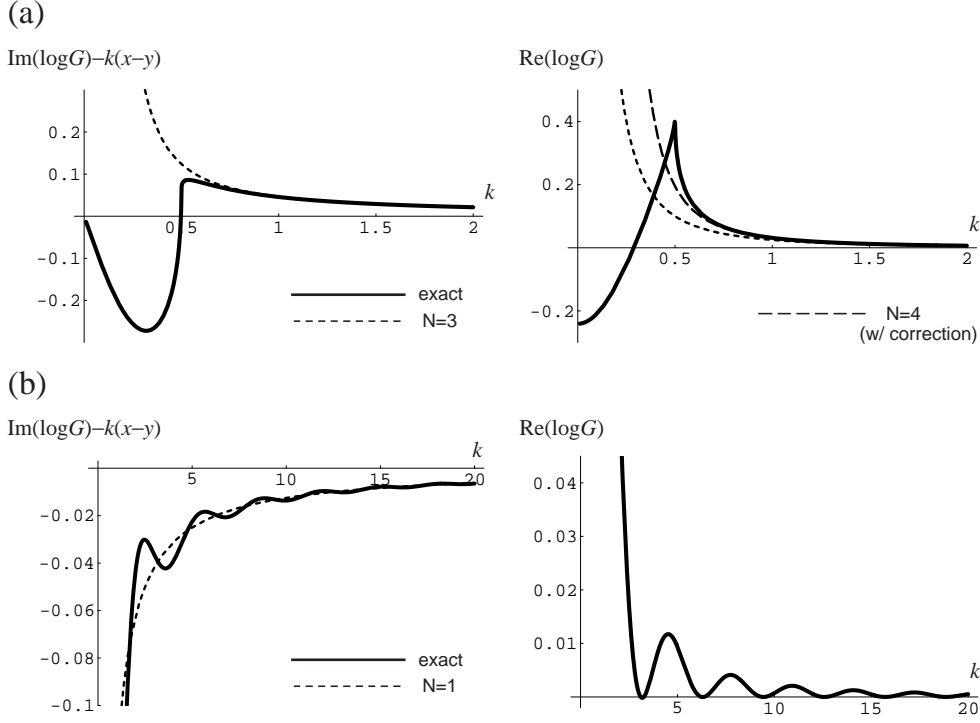 (a)
Im(logG)−k(x−y)
0.2
0.1
−0.1
−0.2
0.5
1
1.5
2
k
exact
N=3
Re(logG)
0.4
0.2
−0.2
0.5
1
1.5
2
k
N=4
(w/ correction)
(b)
Im(logG)−k(x−y)
k
5
10
15
20
−0.02
−0.04
−0.06
−0.08
−0.1
exact
N=1
Re(logG)
0.04
0.03
0.02
0.01
k
5
10
15
20